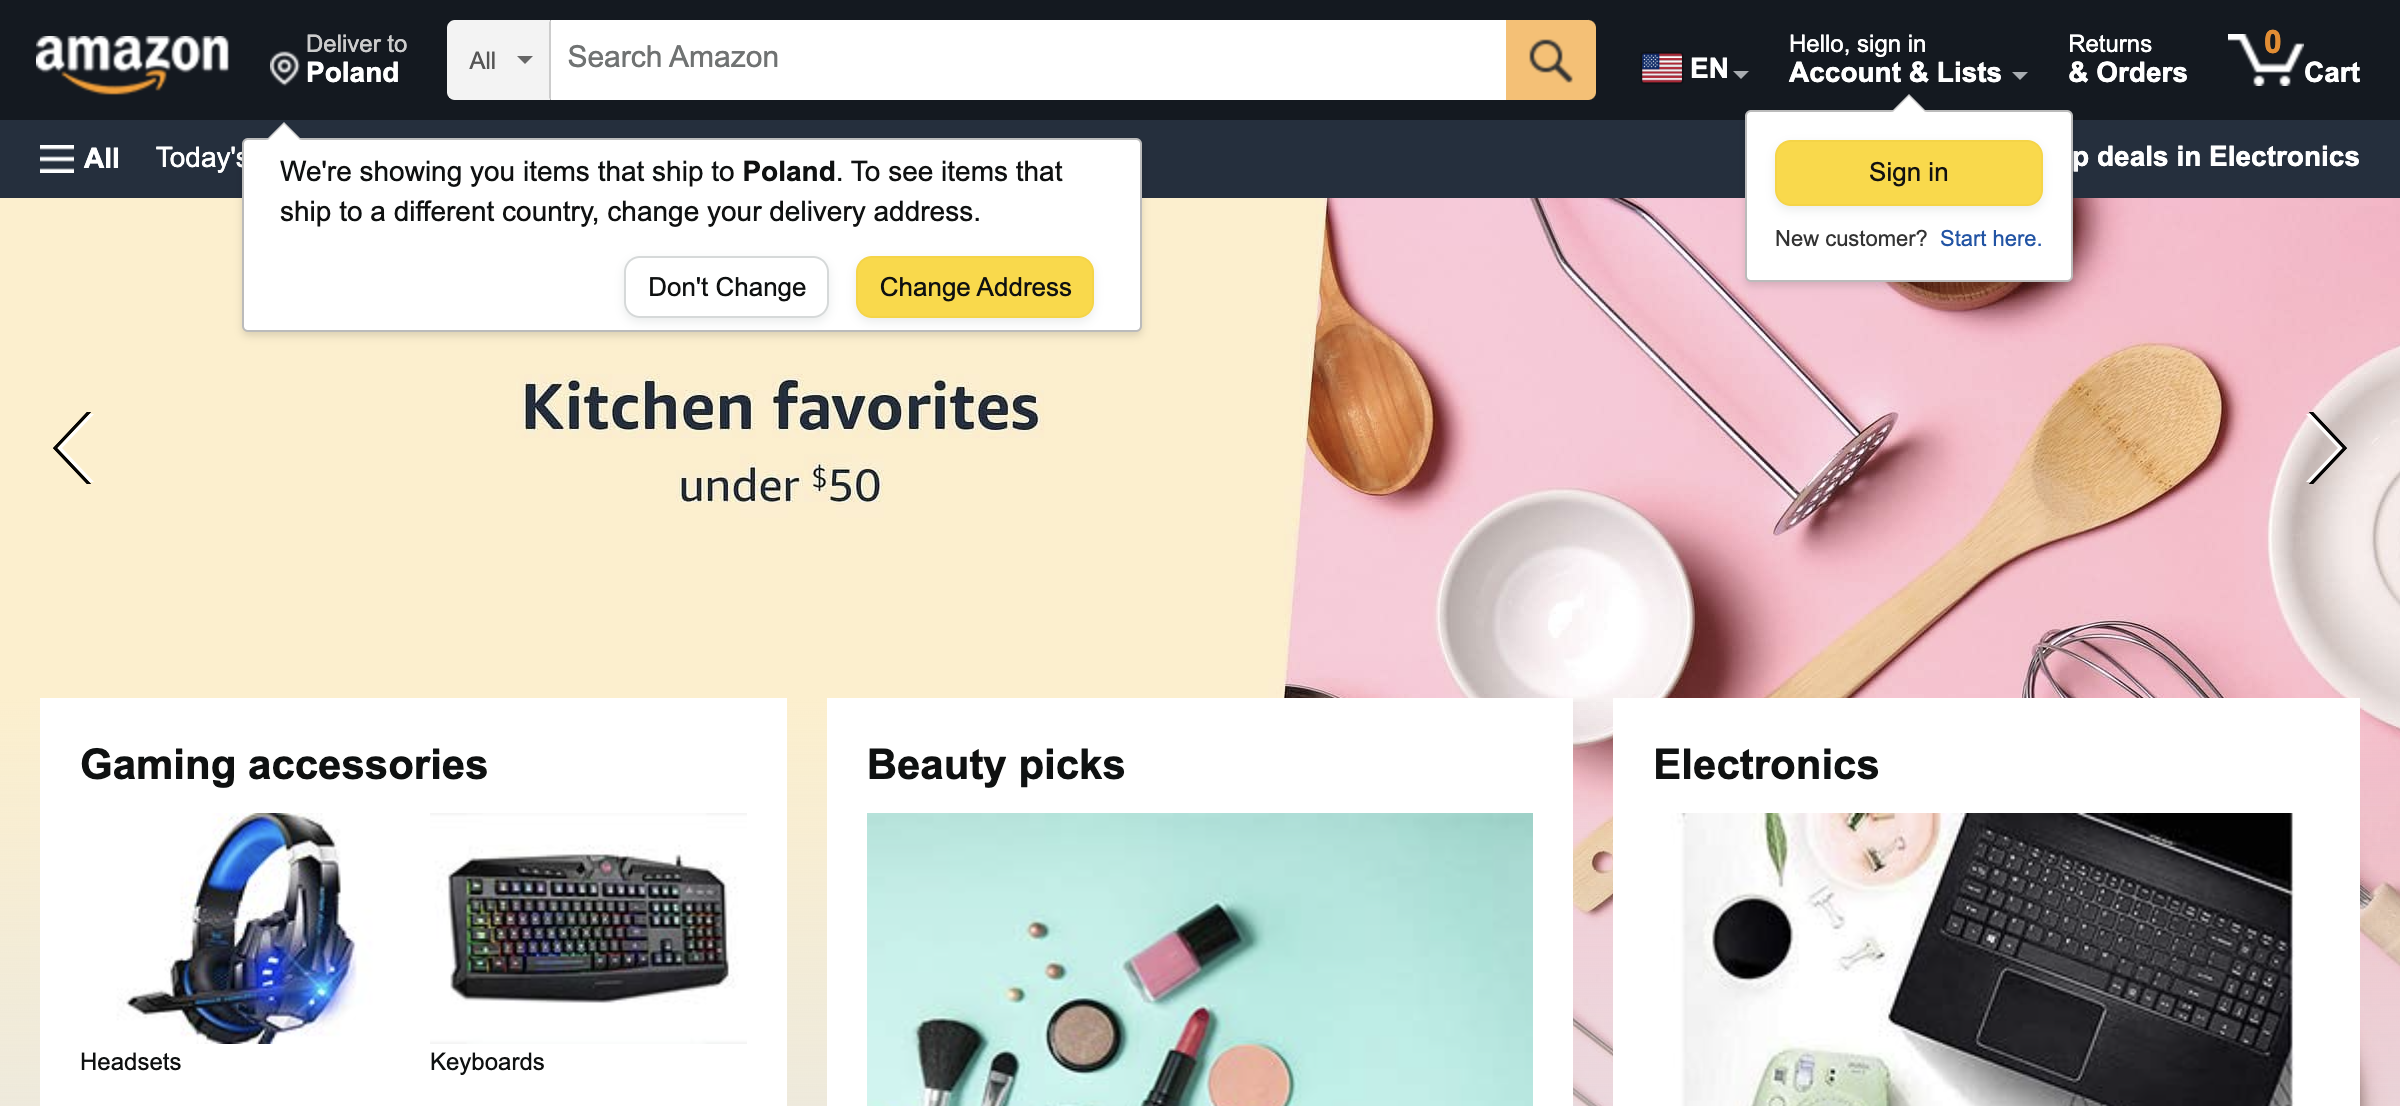 amazon
Deliver to
Poland
All
Search Amazon
EN
Hello, sign in
Account & Lists
Returns
& Orders
0
Cart
All
Today's
deals in Electronics
We're showing you items that ship to Poland. To see items that
ship to a different country, change your delivery address.
Don't Change
Change Address
Sign in
New customer? Start here.
Kitchen favorites
under $50
Gaming accessories
Headsets
Keyboards
Beauty picks
Electronics